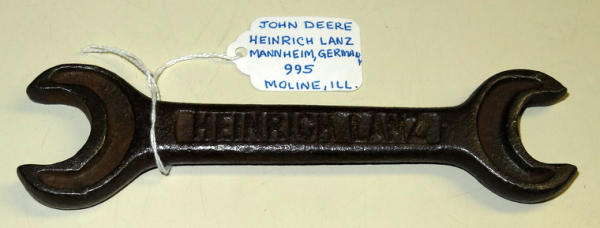 JOHN DEERE
HEINRICH LANZ
MANNHEIM, GERMANY
995
MOLINE, ILL.
HEINRICH LANZ